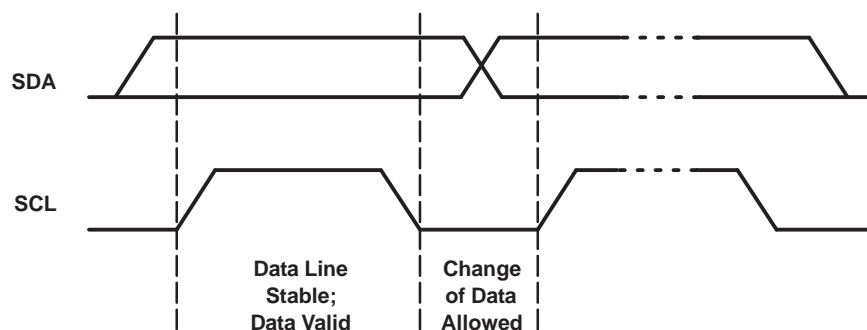 SDA
SCL
Data Line
Stable;
Data Valid
Change
of Data
Allowed